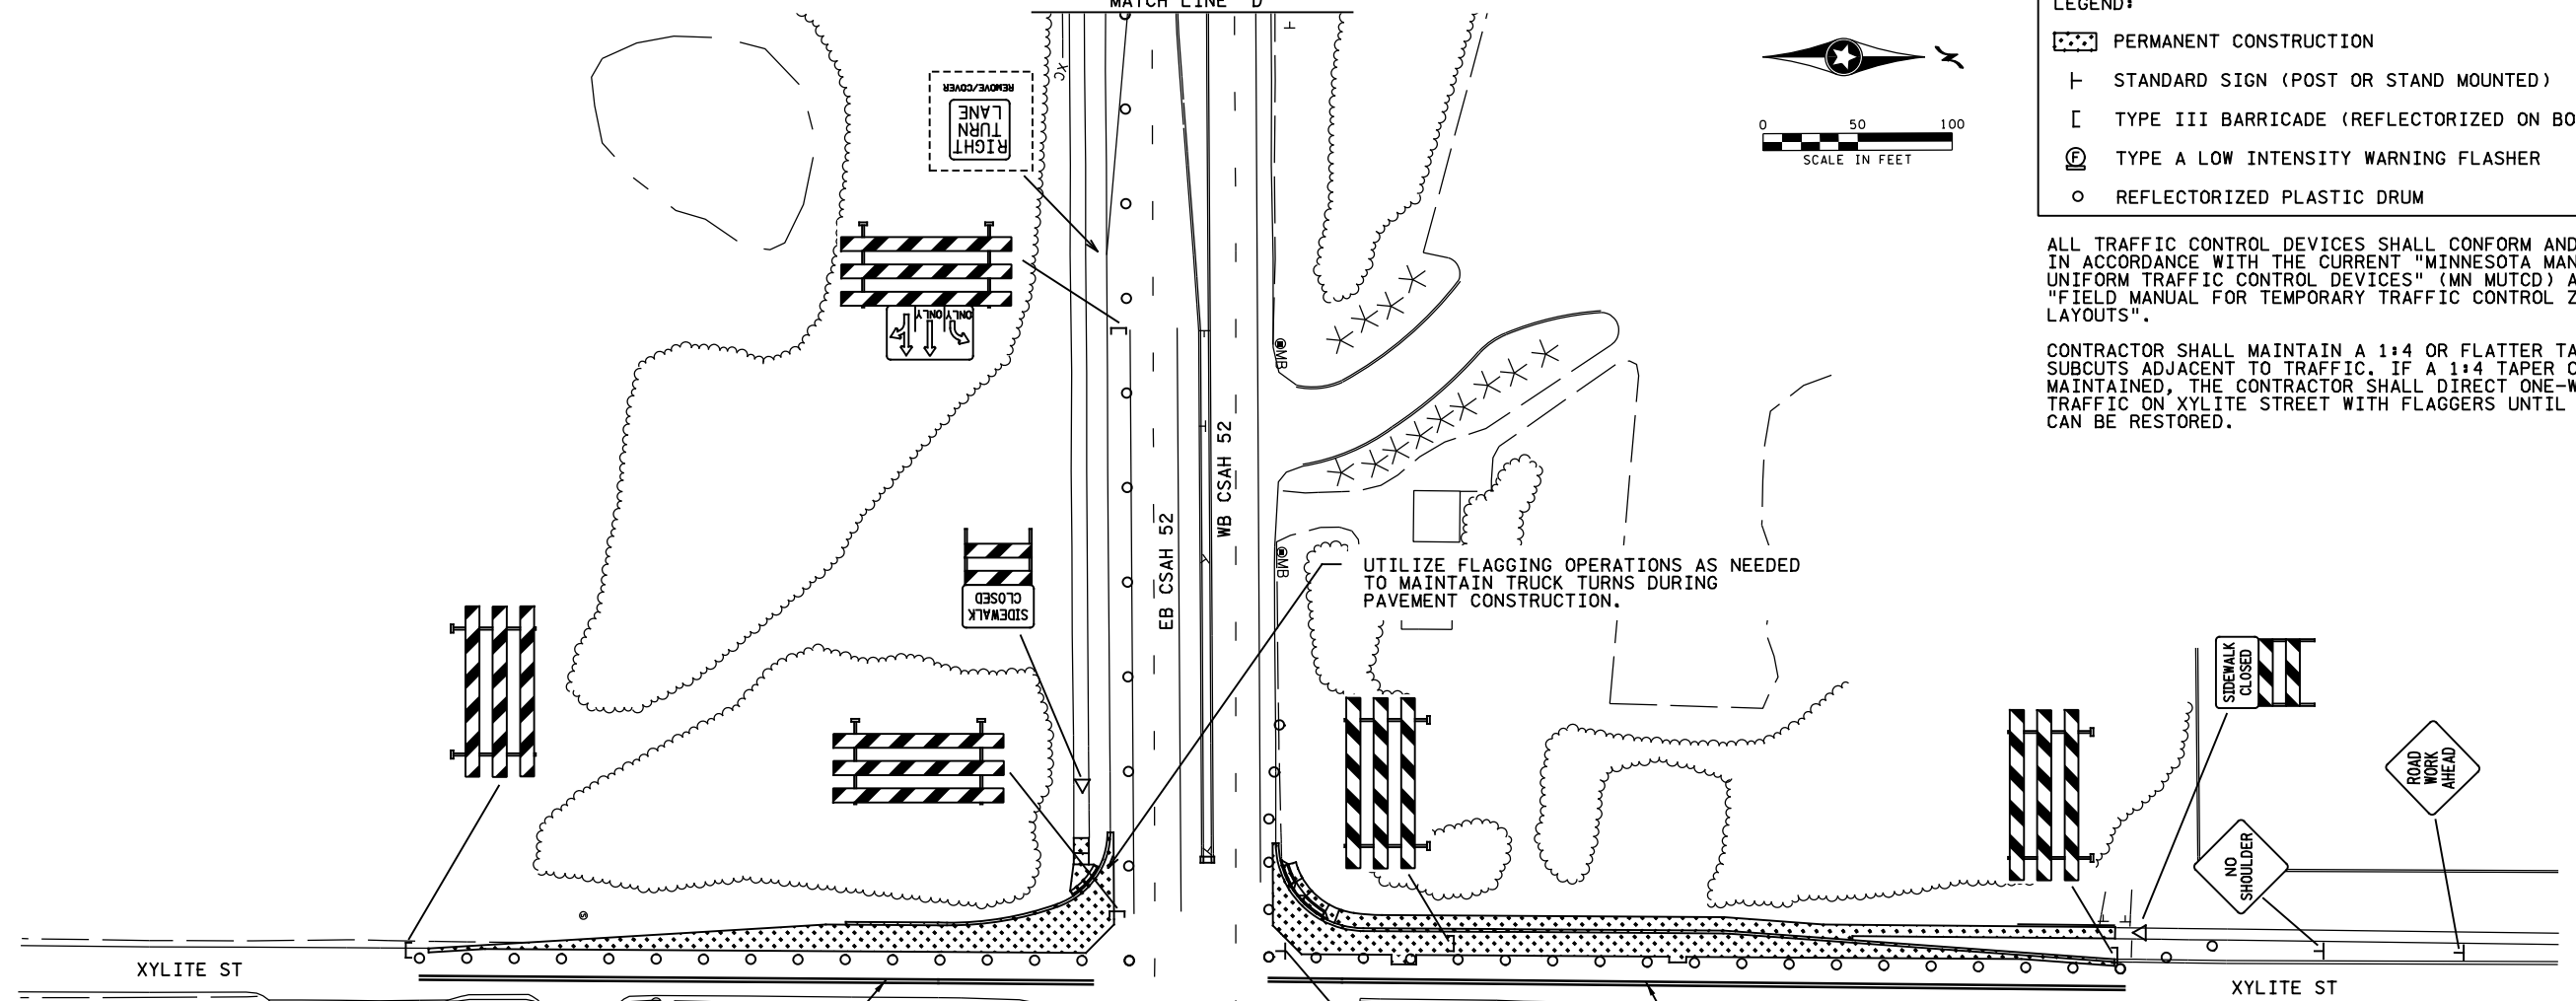 MATCH LINE "D"
XC
REMOVE/COVER
RIGHT
TURN
LANE
ONLY ONLY
0 50 100
SCALE IN FEET
LEGEND:
PERMANENT CONSTRUCTION
STANDARD SIGN (POST OR STAND MOUNTED)
TYPE III BARRICADE (REFLECTORIZED ON BO
F TYPE A LOW INTENSITY WARNING FLASHER
REFLECTORIZED PLASTIC DRUM
ALL TRAFFIC CONTROL DEVICES SHALL CONFORM AND
IN ACCORDANCE WITH THE CURRENT "MINNESOTA MAN
UNIFORM TRAFFIC CONTROL DEVICES" (MN MUTCD) A
"FIELD MANUAL FOR TEMPORARY TRAFFIC CONTROL Z
LAYOUTS".
CONTRACTOR SHALL MAINTAIN A 1:4 OR FLATTER TA
SUBCUTS ADJACENT TO TRAFFIC. IF A 1:4 TAPER C
MAINTAINED, THE CONTRACTOR SHALL DIRECT ONE-W
TRAFFIC ON XYLITE STREET WITH FLAGGERS UNTIL
CAN BE RESTORED.
MB
WB CSAH 52
EB CSAH 52
MB
UTILIZE FLAGGING OPERATIONS AS NEEDED
TO MAINTAIN TRUCK TURNS DURING
PAVEMENT CONSTRUCTION.
SIDEWALK
CLOSED
SIDEWALK
CLOSED
ROAD
WORK
AHEAD
NO
SHOULDER
S
XYLITE ST
XYLITE ST